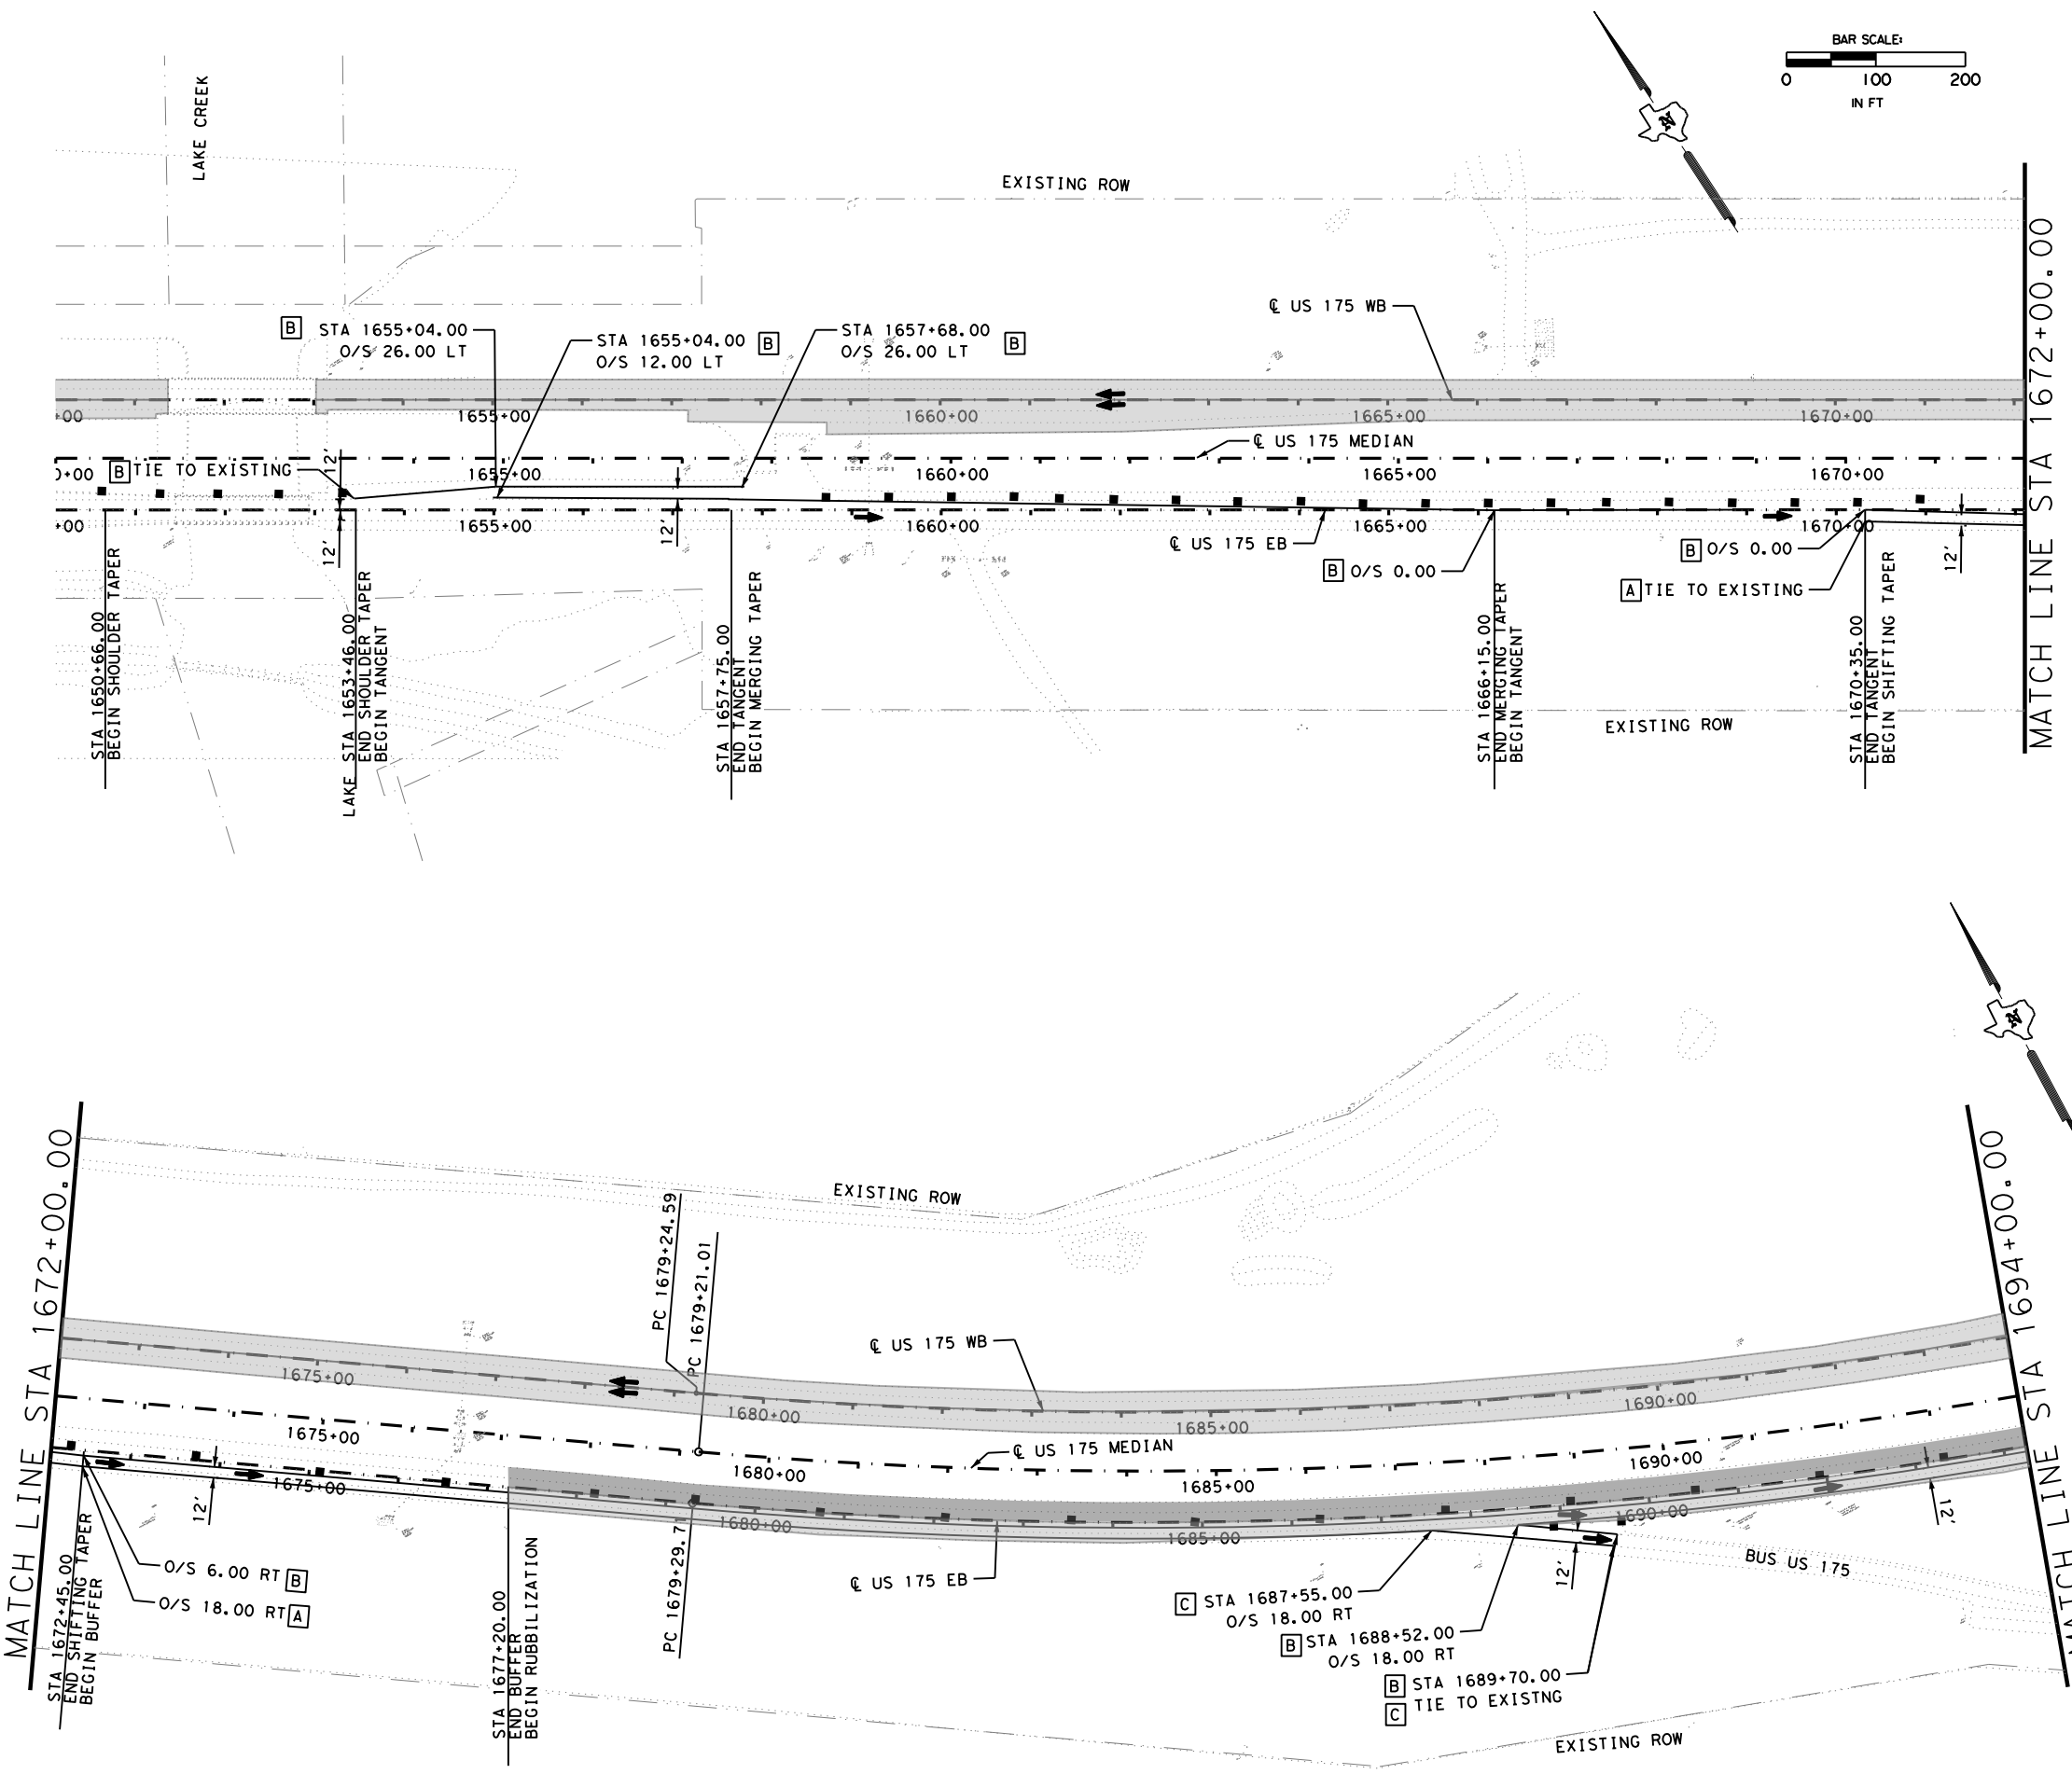 BAR SCALE:
0 100 200
IN FT
N
LAKE CREEK
EXISTING ROW
℄ US 175 WB
B STA 1655+04.00
O/S 26.00 LT
STA 1655+04.00 B
O/S 12.00 LT
STA 1657+68.00
O/S 26.00 LT B
+00 1655+00 1660+00 1665+00 1670+00
℄ US 175 MEDIAN
0+00 B TIE TO EXISTING 12' 1655+00 1660+00 1665+00 1670+00
+00 1655+00 1660+00 1665+00 1670+00
12'
12'
℄ US 175 EB
B O/S 0.00
B O/S 0.00
12'
A TIE TO EXISTING
STA 1650+66.00
BEGIN SHOULDER TAPER
LAKE STA 1653+46.00
END SHOULDER TAPER
BEGIN TANGENT
STA 1657+75.00
END TANGENT
BEGIN MERGING TAPER
STA 1666+15.00
END MERGING TAPER
BEGIN TANGENT
STA 1670+35.00
END TANGENT
BEGIN SHIFTING TAPER
EXISTING ROW
MATCH LINE STA 1672+00.00
N
MATCH LINE STA 1672+00.00
EXISTING ROW
PC 1679+24.59
PC 1679+21.01
℄ US 175 WB
1675+00 1680+00 1685+00 1690+00
℄ US 175 MEDIAN
1675+00 1680+00 1685+00 1690+00
1675+00 1680+00 1685+00 1690+00
12'
12'
12'
O/S 6.00 RT B
O/S 18.00 RT A
STA 1672+45.00
END SHIFTING TAPER
BEGIN BUFFER
STA 1677+20.00
END BUFFER
BEGIN RUBBILIZATION
PC 1679+29.71
℄ US 175 EB
BUS US 175
C STA 1687+55.00
O/S 18.00 RT
B STA 1688+52.00
O/S 18.00 RT
B STA 1689+70.00
C TIE TO EXISTNG
EXISTING ROW
MATCH LINE STA 1694+00.00